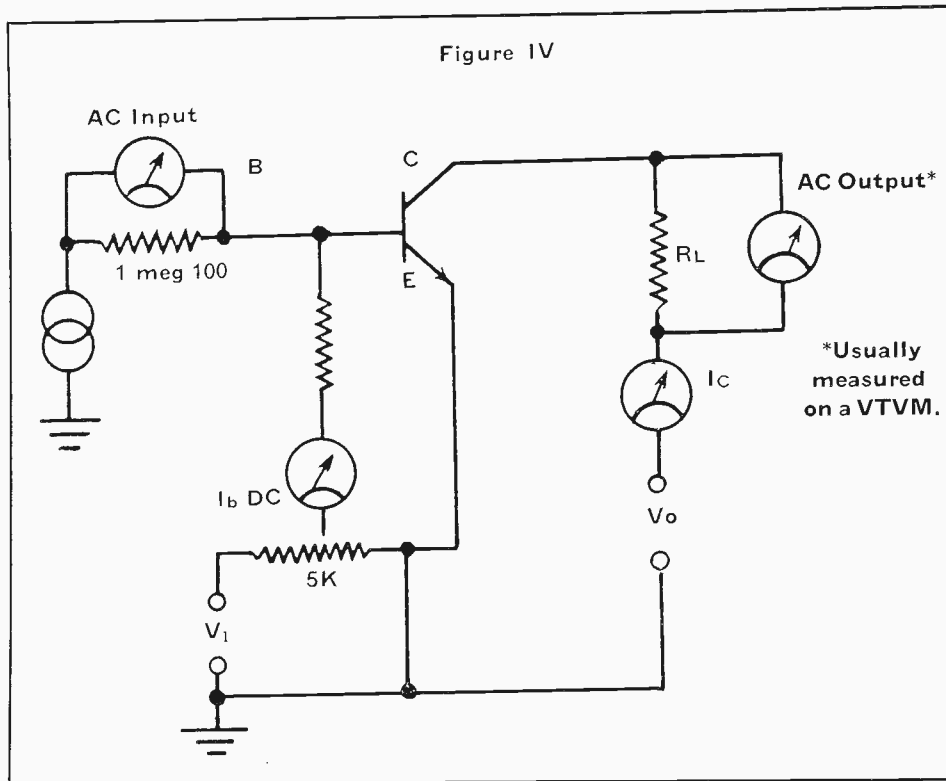 Figure IV
AC Input
B
C
AC Output*
1 meg 100
E
RL
*Usually
measured
on a VTVM.
IC
Ib DC
Vo
5K
V1